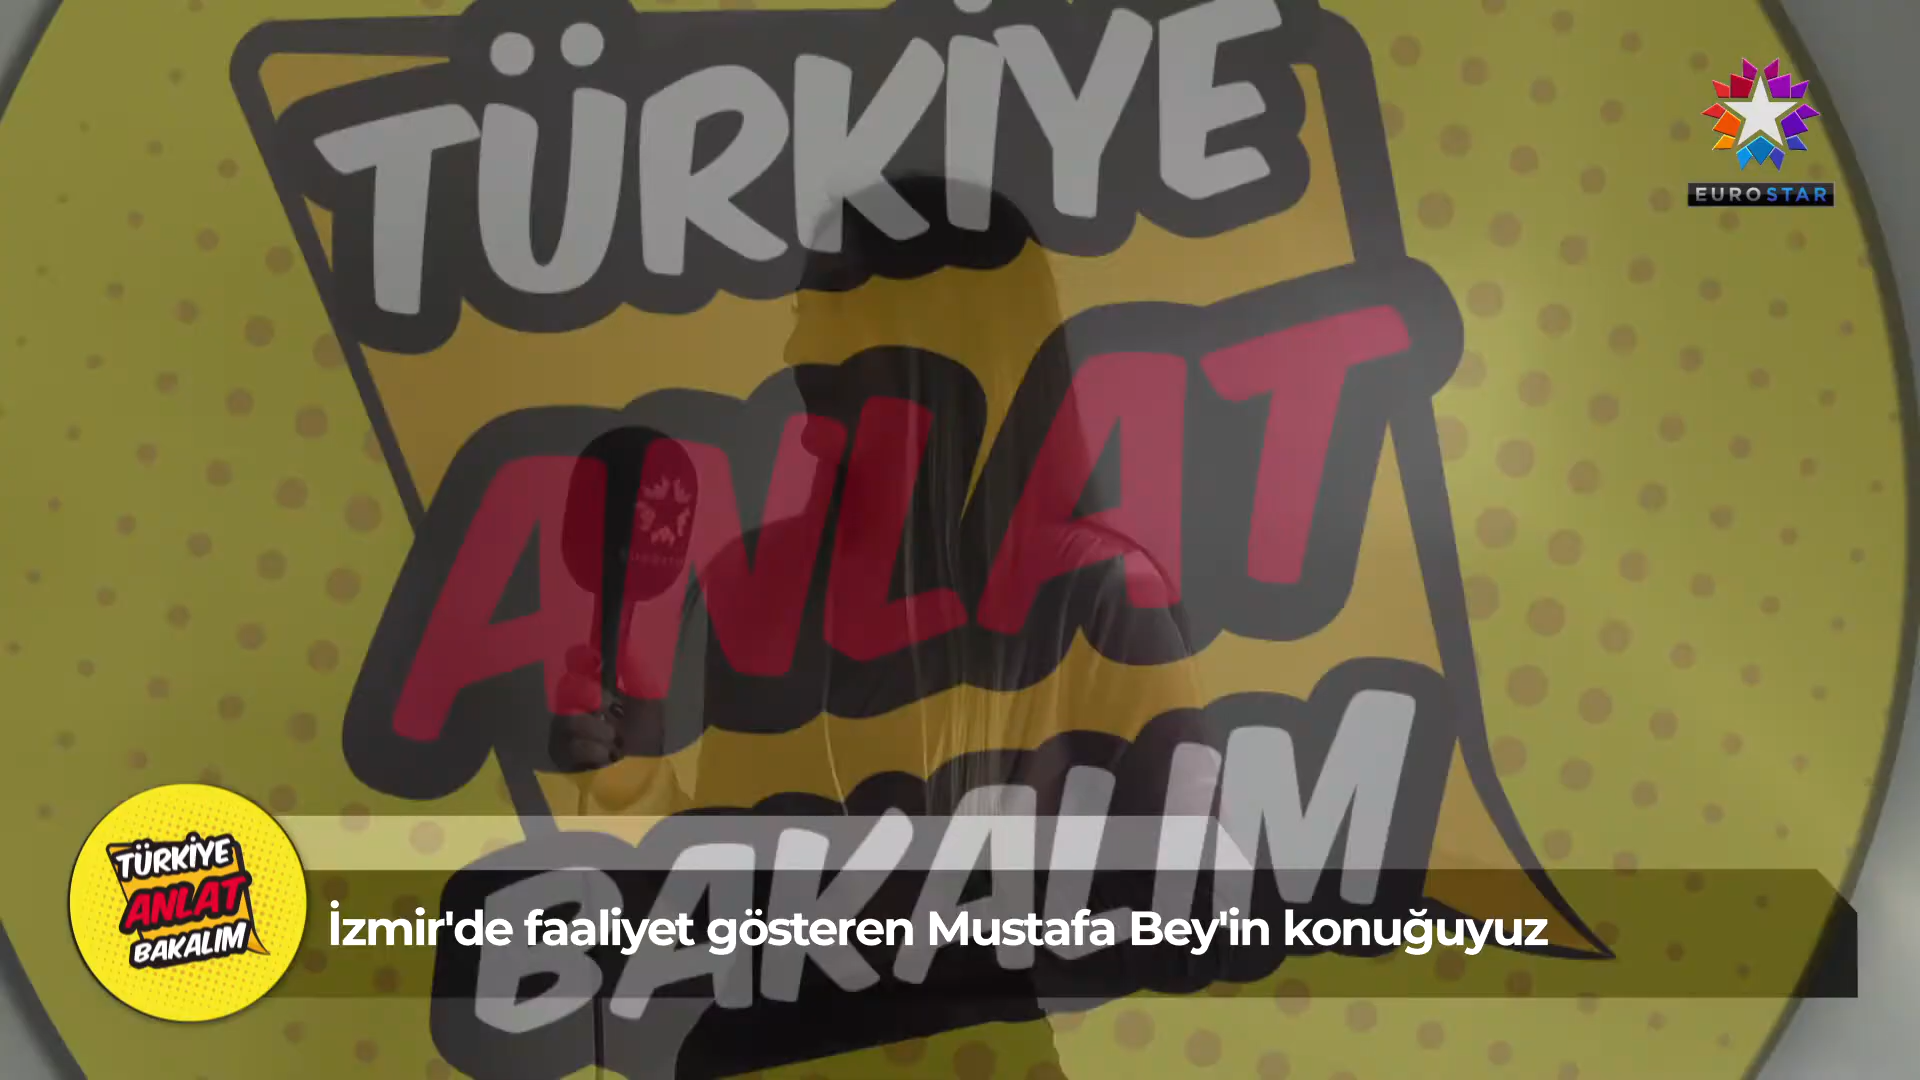 TÜRKİYE
ANLAT
BAKALIM
EUROSTAR
TÜRKİYE
ANLAT
BAKALIM
İzmir'de faaliyet gösteren Mustafa Bey'in konuğuyuz